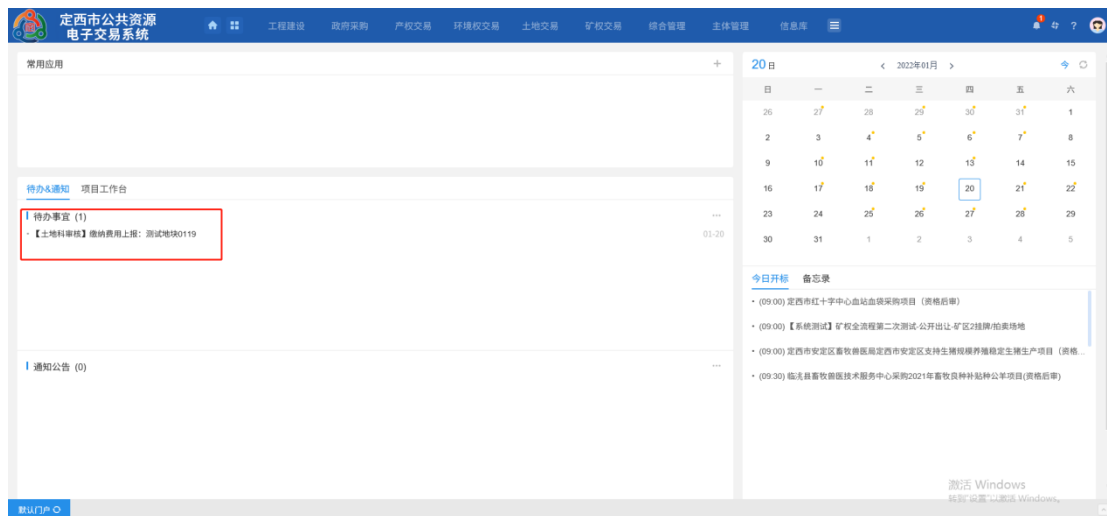 定西市公共资源
电子交易系统
工程建设 政府采购 产权交易 环境权交易 土地交易 矿权交易 综合管理 主体管理 信息库
1
?
常用应用
+
20日
< 2022年01月 >
今
日 一 二 三 四 五 六
26 27 28 29 30 31 1
2 3 4 5 6 7 8
9 10 11 12 13 14 15
16 17 18 19 20 21 22
23 24 25 26 27 28 29
30 31 1 2 3 4 5
待办&通知 项目工作台
待办事宜 (1)
...
· 【土地科审核】缴纳费用上报：测试地块0119
01-20
通知公告 (0)
...
今日开标 备忘录
• (09:00) 定西市红十字中心血站血袋采购项目（资格后审）
• (09:00)【系统测试】矿权全流程第二次测试-公开出让-矿区2挂牌/拍卖场地
• (09:00) 定西市安定区畜牧兽医局定西市安定区支持生猪规模养殖稳定生猪生产项目（资格...
• (09:30) 临洮县畜牧兽医技术服务中心采购2021年畜牧良种补贴种公羊项目(资格后审)
激活 Windows
转到"设置"以激活 Windows。
默认门户